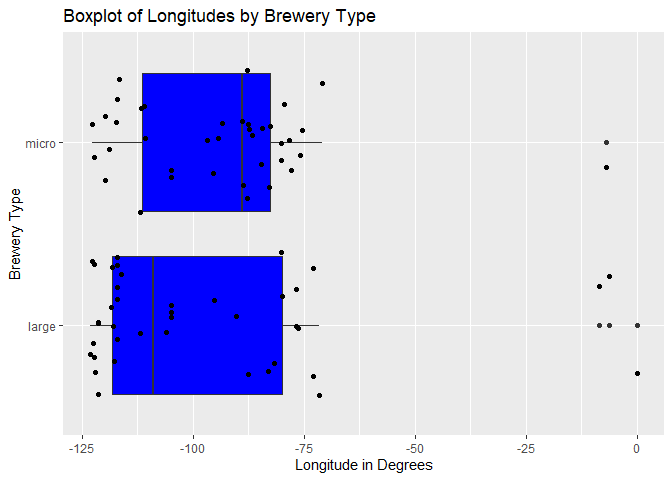 Boxplot of Longitudes by Brewery Type
Brewery Type
micro
large
-125 -100 -75 -50 -25 0
Longitude in Degrees